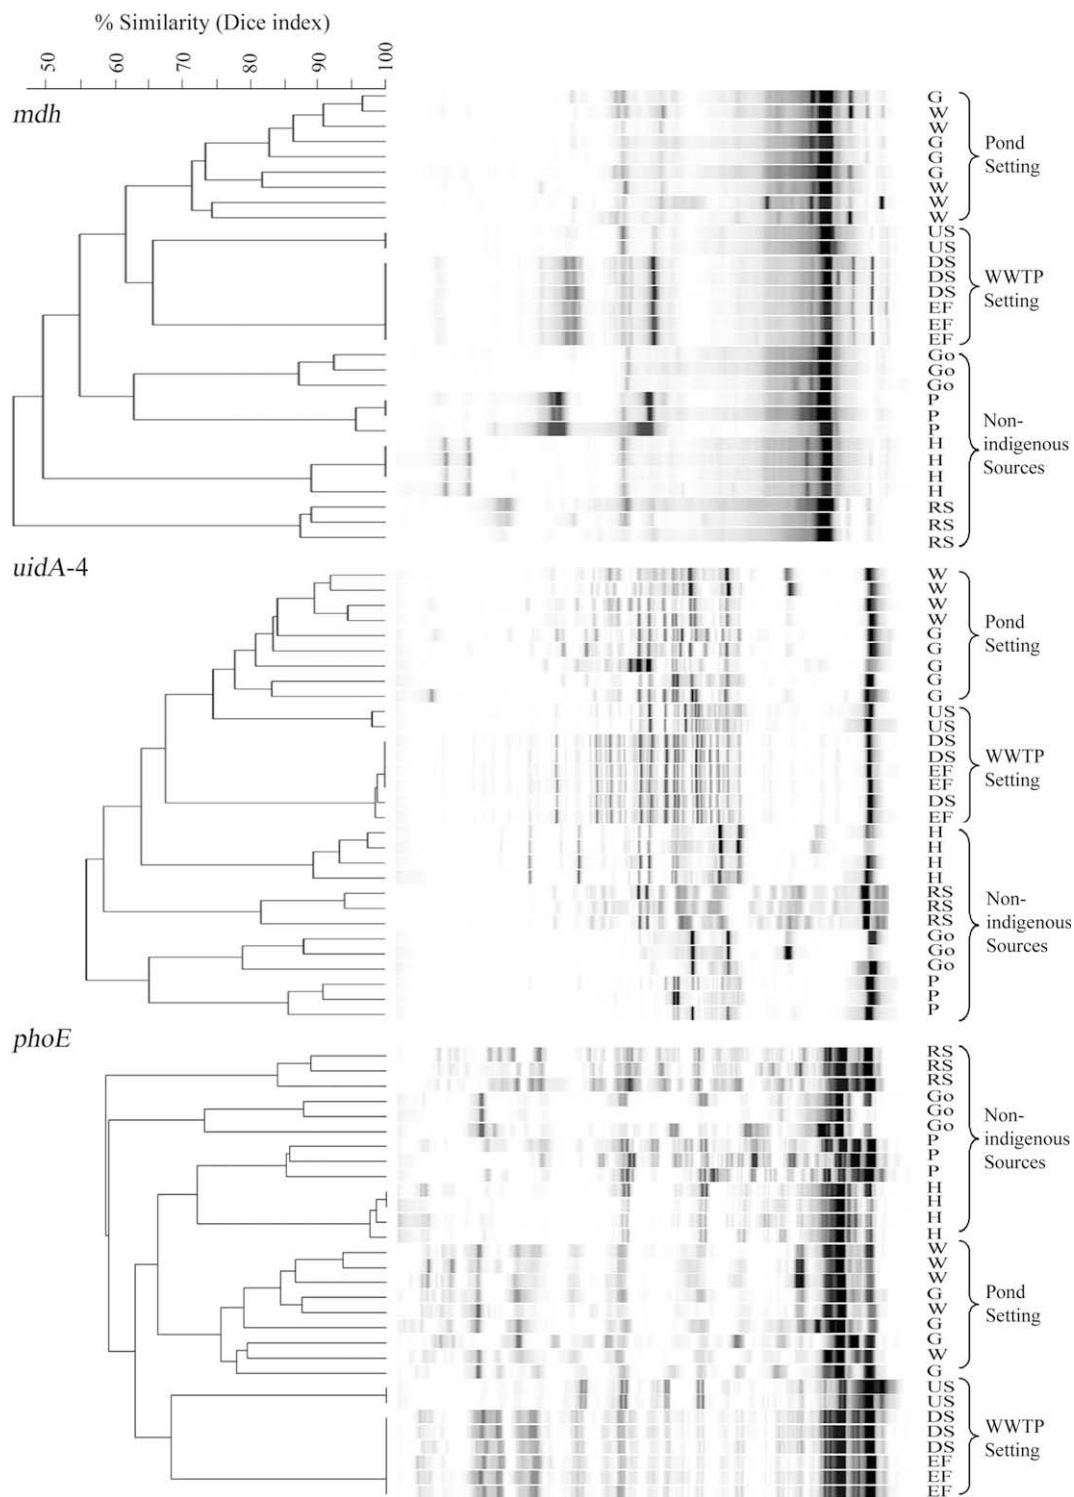 % Similarity (Dice index)
50 60 70 80 90 100
mdh
G
W
W
G
G
G
W
W
W
Pond
Setting
US
US
DS
DS
DS
EF
EF
EF
WWTP
Setting
Go
Go
Go
P
P
P
H
H
H
H
RS
RS
RS
Non-
indigenous
Sources
uidA-4
W
W
W
W
G
G
G
G
G
Pond
Setting
US
US
DS
DS
EF
EF
DS
EF
WWTP
Setting
H
H
H
H
RS
RS
RS
Go
Go
Go
P
P
P
Non-
indigenous
Sources
phoE
RS
RS
RS
Go
Go
Go
P
P
P
H
H
H
H
Non-
indigenous
Sources
W
W
W
G
W
G
G
W
G
Pond
Setting
US
US
DS
DS
DS
EF
EF
EF
WWTP
Setting